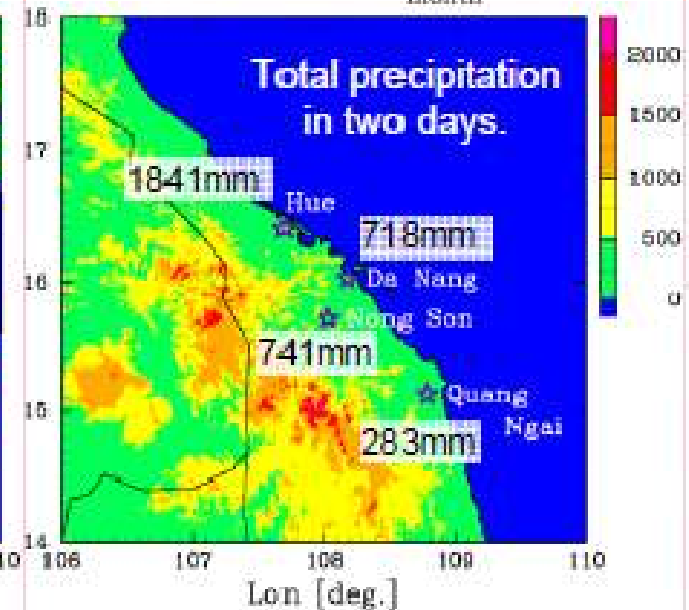 18
Total precipitation
in two days.
2000
1500
17
1841mm
1000
Hue
718mm
500
16
Da Nang
0
Nong Son
741mm
15
Quang
Ngai
283mm
14
10
106
107
108
109
110
Lon [deg.]